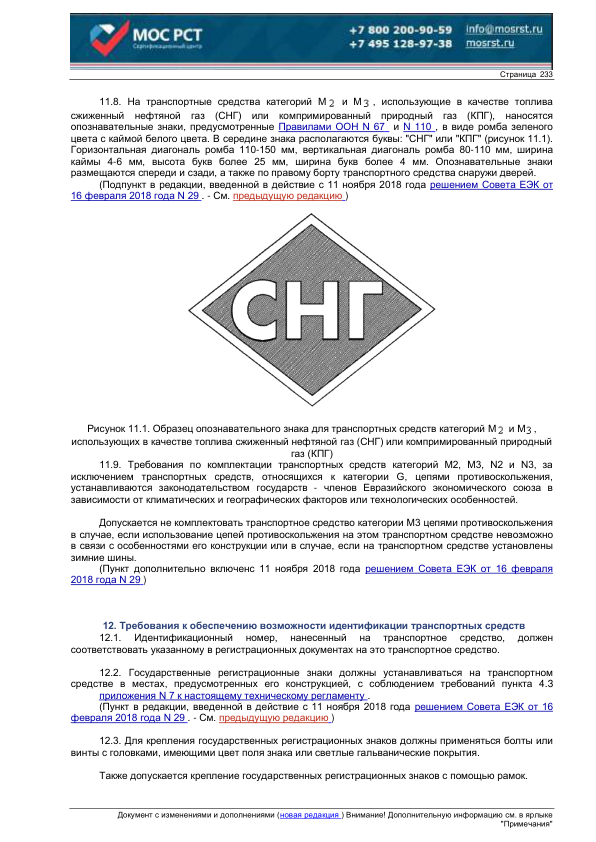 МОС РСТ
Сертификационный центр
+7 800 200-90-59 info@mosrst.ru
+7 495 128-97-38 mosrst.ru
Страница 233
11.8. На транспортные средства категорий М 2 и М 3 , использующие в качестве топлива
сжиженный нефтяной газ (СНГ) или компримированный природный газ (КПГ), наносятся
опознавательные знаки, предусмотренные Правилами ООН N 67 и N 110 , в виде ромба зеленого
цвета с каймой белого цвета. В середине знака располагаются буквы: "СНГ" или "КПГ" (рисунок 11.1).
Горизонтальная диагональ ромба 110-150 мм, вертикальная диагональ ромба 80-110 мм, ширина
каймы 4-6 мм, высота букв более 25 мм, ширина букв более 4 мм. Опознавательные знаки
размещаются спереди и сзади, а также по правому борту транспортного средства снаружи дверей.
(Подпункт в редакции, введенной в действие с 11 ноября 2018 года решением Совета ЕЭК от
16 февраля 2018 года N 29 . - См. предыдущую редакцию )
СНГ
Рисунок 11.1. Образец опознавательного знака для транспортных средств категорий М 2 и М 3 ,
использующих в качестве топлива сжиженный нефтяной газ (СНГ) или компримированный природный
газ (КПГ)
11.9. Требования по комплектации транспортных средств категорий М2, М3, N2 и N3, за
исключением транспортных средств, относящихся к категории G, цепями противоскольжения,
устанавливаются законодательством государств - членов Евразийского экономического союза в
зависимости от климатических и географических факторов или технологических особенностей.
Допускается не комплектовать транспортное средство категории М3 цепями противоскольжения
в случае, если использование цепей противоскольжения на этом транспортном средстве невозможно
в связи с особенностями его конструкции или в случае, если на транспортном средстве установлены
зимние шины.
(Пункт дополнительно включенс 11 ноября 2018 года решением Совета ЕЭК от 16 февраля
2018 года N 29 )
12. Требования к обеспечению возможности идентификации транспортных средств
12.1. Идентификационный номер, нанесенный на транспортное средство, должен
соответствовать указанному в регистрационных документах на это транспортное средство.
12.2. Государственные регистрационные знаки должны устанавливаться на транспортном
средстве в местах, предусмотренных его конструкцией, с соблюдением требований пункта 4.3
приложения N 7 к настоящему техническому регламенту .
(Пункт в редакции, введенной в действие с 11 ноября 2018 года решением Совета ЕЭК от 16
февраля 2018 года N 29 . - См. предыдущую редакцию )
12.3. Для крепления государственных регистрационных знаков должны применяться болты или
винты с головками, имеющими цвет поля знака или светлые гальванические покрытия.
Также допускается крепление государственных регистрационных знаков с помощью рамок.
Документ с изменениями и дополнениями (новая редакция ) Внимание! Дополнительную информацию см. в ярлыке
"Примечания"